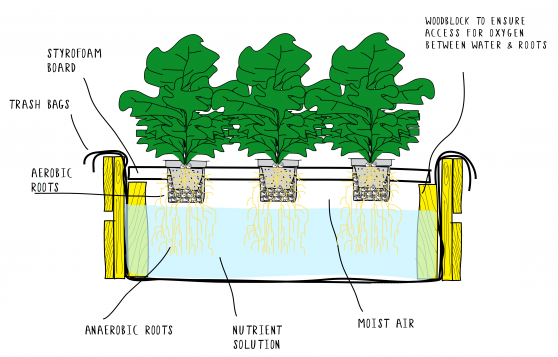 WOODBLOCK TO ENSURE
ACCESS FOR OXYGEN
BETWEEN WATER & ROOTS
STYROFOAM
BOARD
TRASH BAGS
AEROBIC
ROOTS
ANAEROBIC ROOTS
NUTRIENT
SOLUTION
MOIST AIR